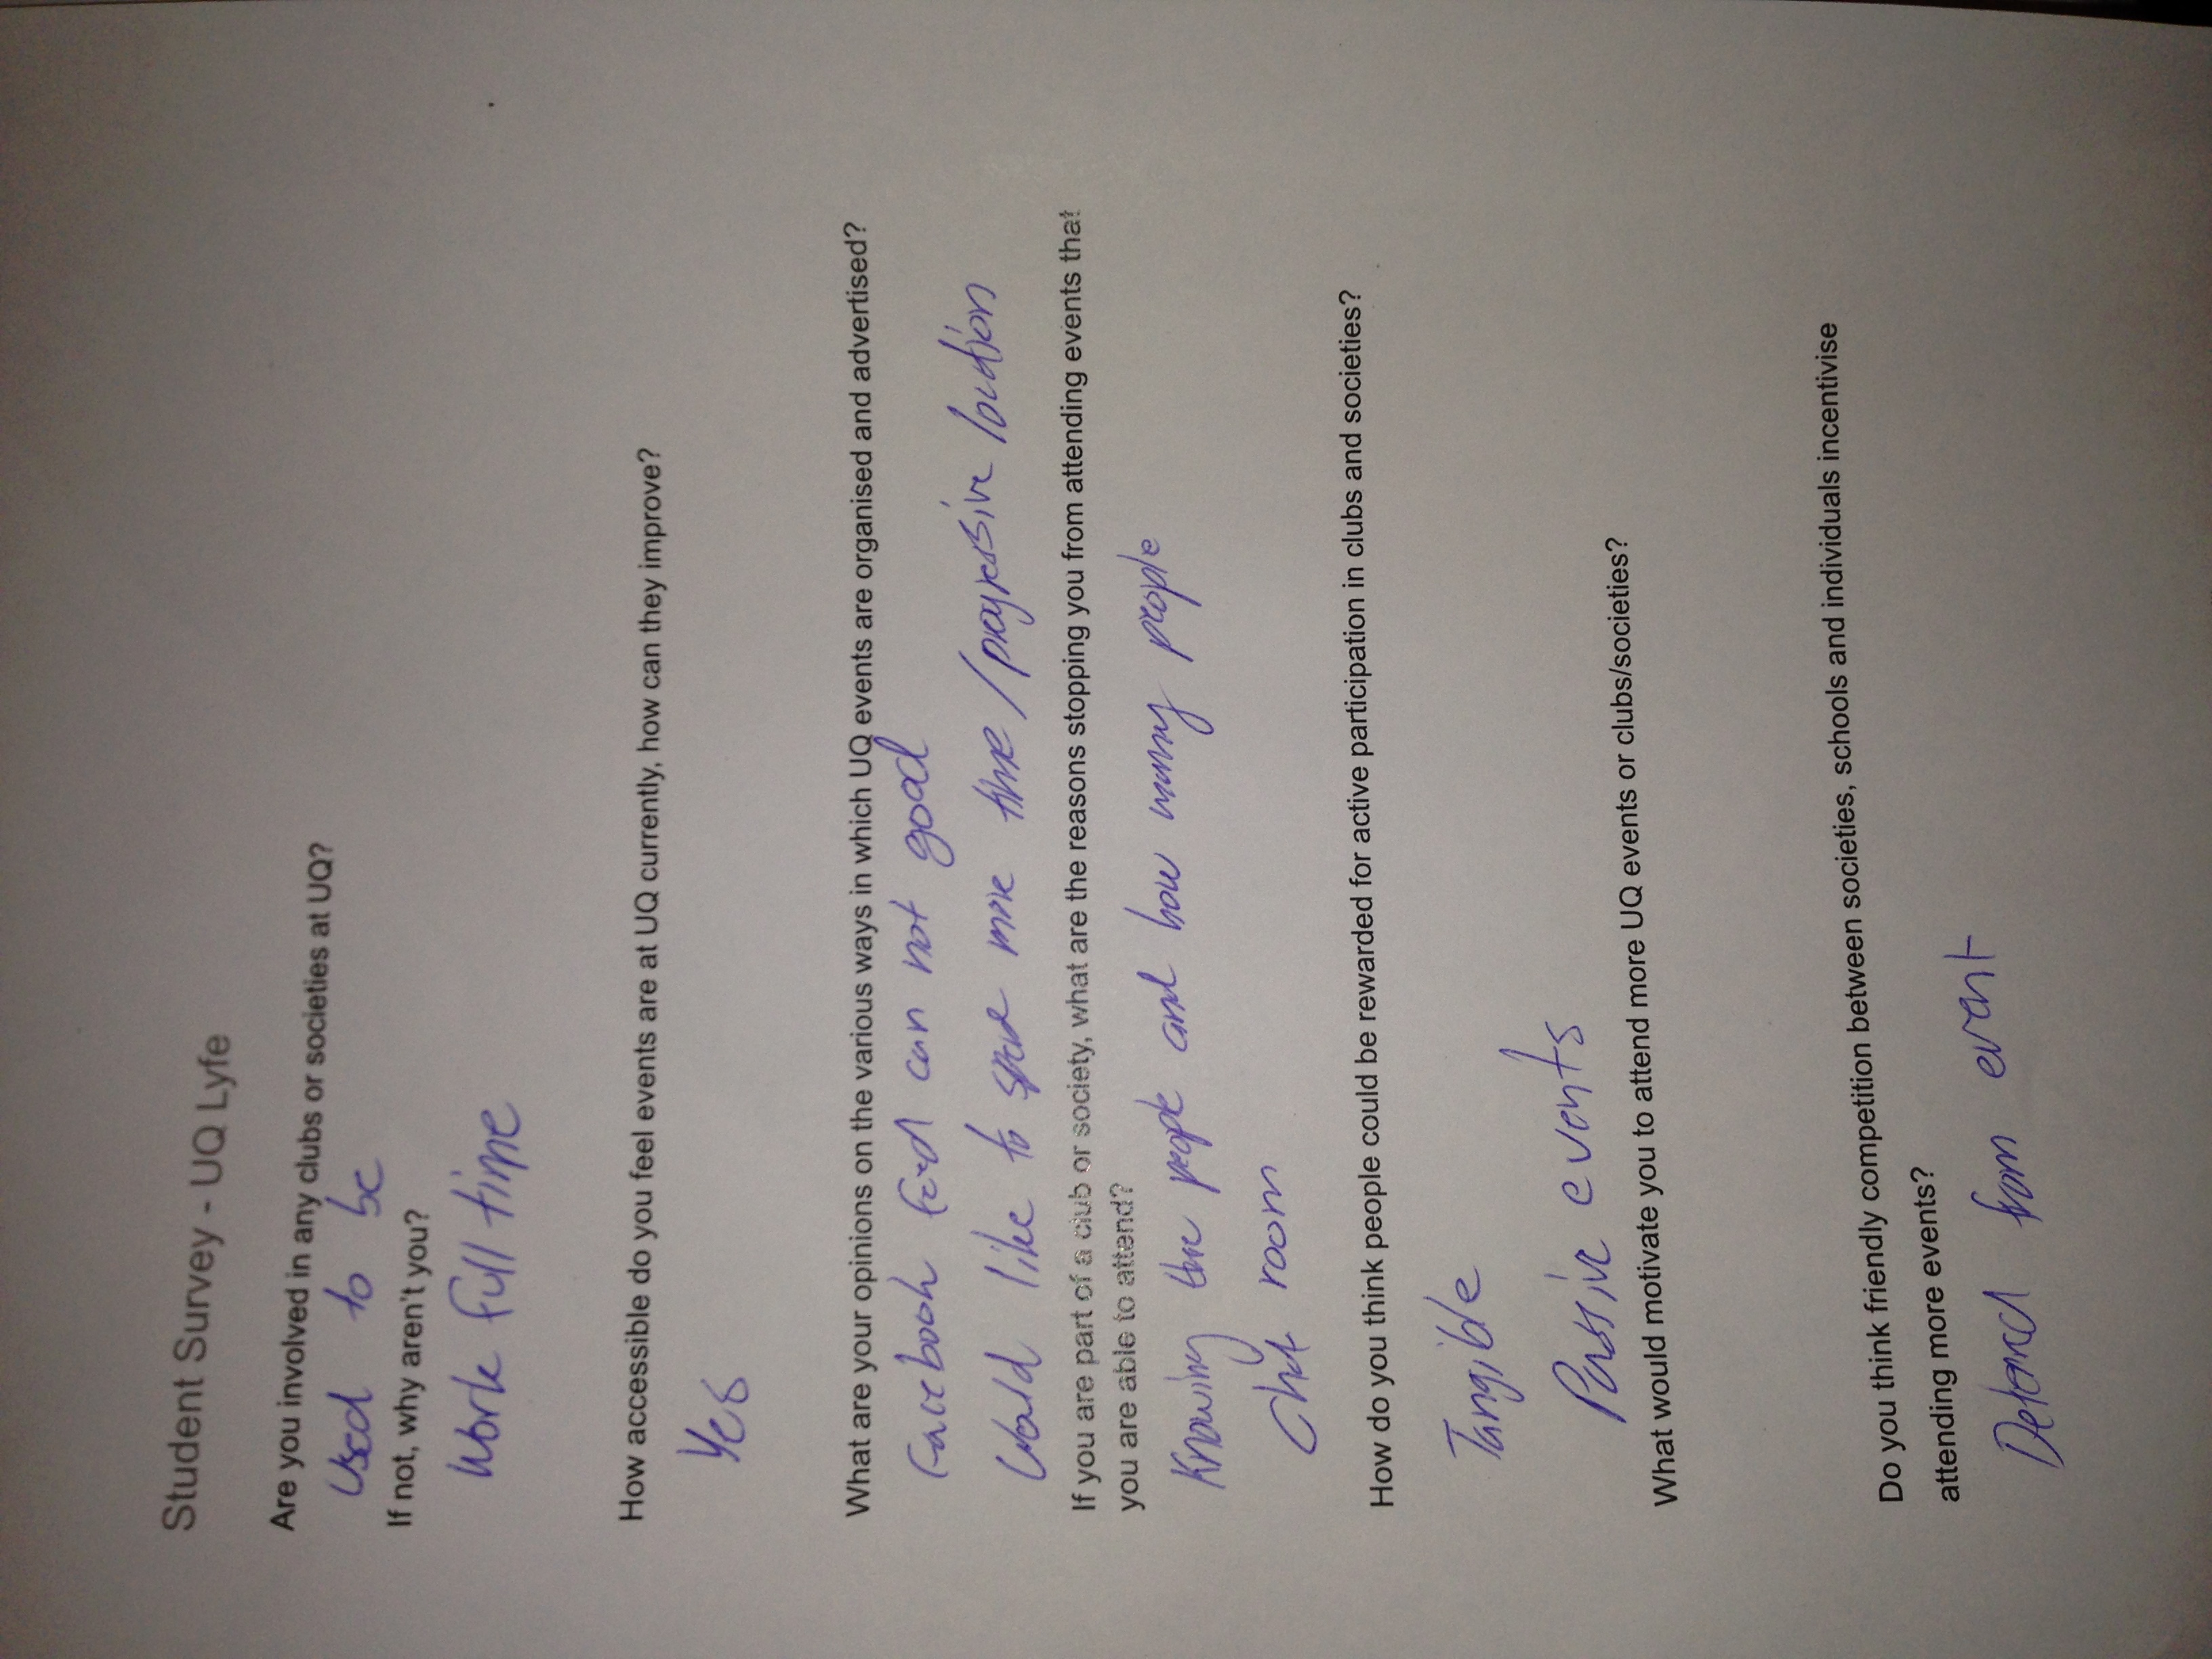 Student Survey - UQ Lyfe
Are you involved in any clubs or societies at UQ?
Used to be
If not, why aren't you?
Work full time
How accessible do you feel events are at UQ currently, how can they improve?
Yes
What are your opinions on the various ways in which UQ events are organised and advertised?
Facebook feed can not good
Would like to more time / progressive
If you are part of a club or society, what are the reasons stopping you from attending events that
you are able to attend?
Knowing the people and how many people
Chat room
How do you think people could be rewarded for active participation in clubs and societies?
Tangible
Passive events
What would motivate you to attend more UQ events or clubs/societies?
Do you think friendly competition between societies, schools and individuals incentivise
attending more events?
from event